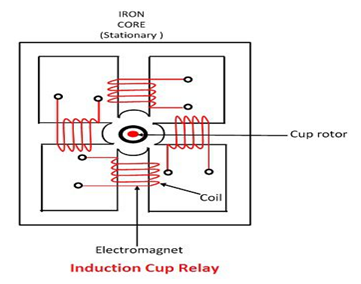 IRON
CORE
(Stationary)
Cup rotor
Coil
Electromagnet
Induction Cup Relay